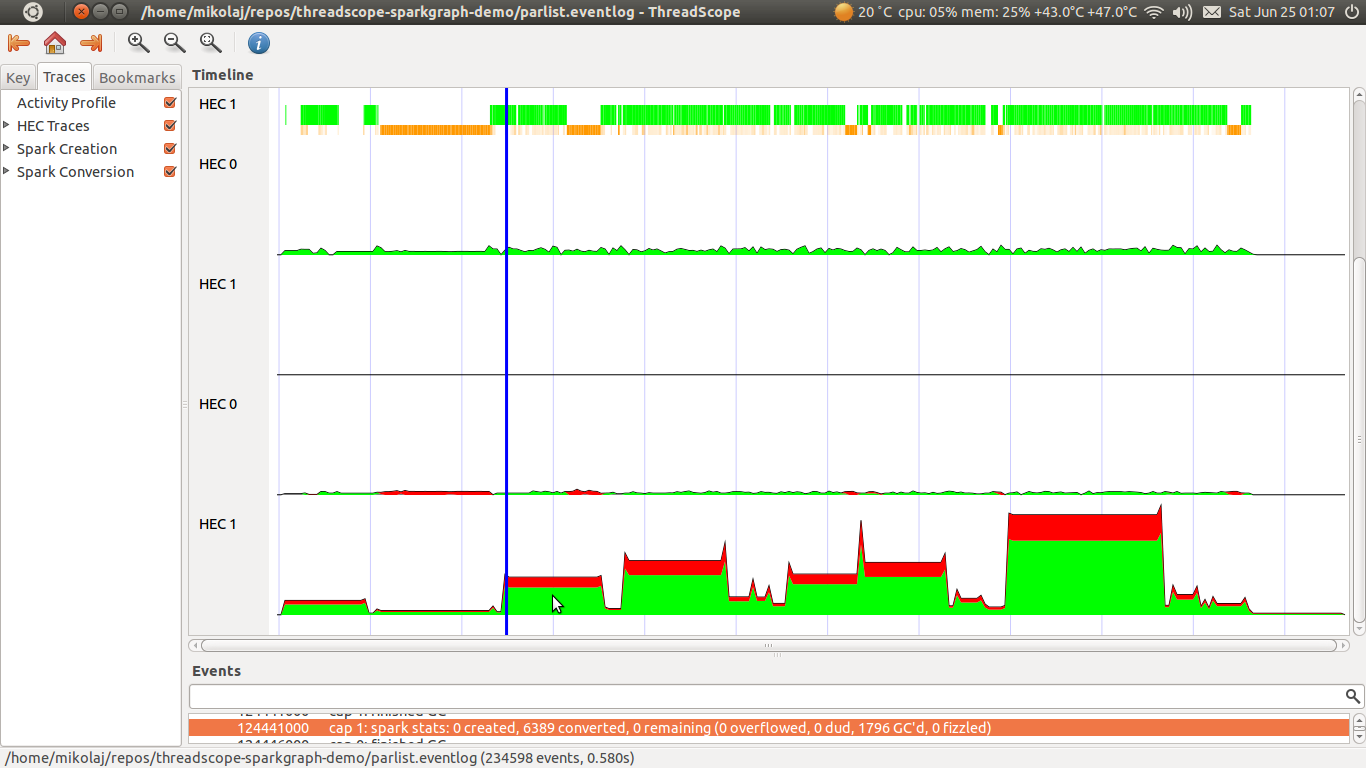 /home/mikolaj/repos/threadscope-sparkgraph-demo/parlist.eventlog - ThreadScope
20 °C cpu: 05% mem: 25% +43.0°C +47.0°C
Sat Jun 25 01:07
Key
Traces
Bookmarks
Activity Profile
HEC Traces
Spark Creation
Spark Conversion
Timeline
HEC 1
HEC 0
HEC 1
HEC 0
HEC 1
Events
124441000 cap 1: spark stats: 0 created, 6389 converted, 0 remaining (0 overflowed, 0 dud, 1796 GC'd, 0 fizzled)
/home/mikolaj/repos/threadscope-sparkgraph-demo/parlist.eventlog (234598 events, 0.580s)